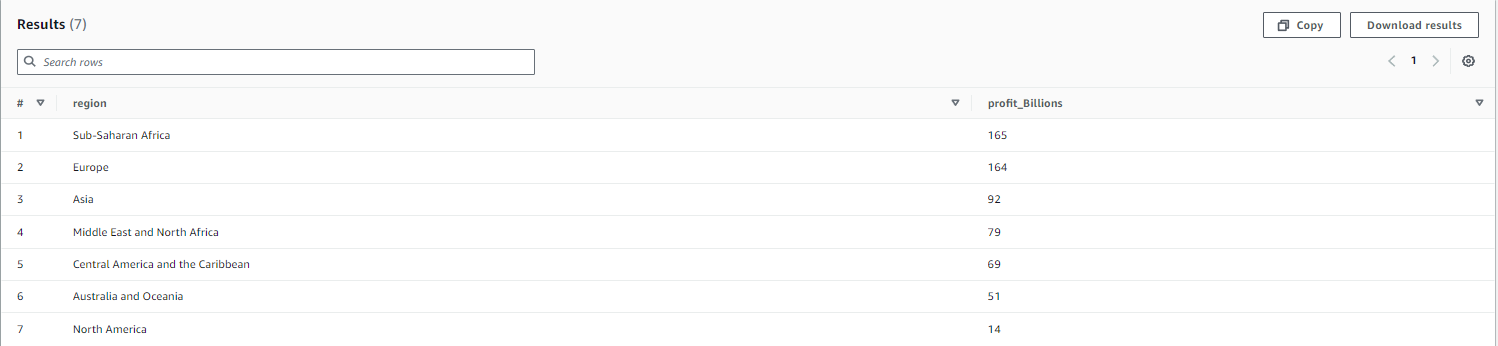 Results (7)
Copy
Download results
Search rows
1
# region profit_Billions
1 Sub-Saharan Africa 165
2 Europe 164
3 Asia 92
4 Middle East and North Africa 79
5 Central America and the Caribbean 69
6 Australia and Oceania 51
7 North America 14